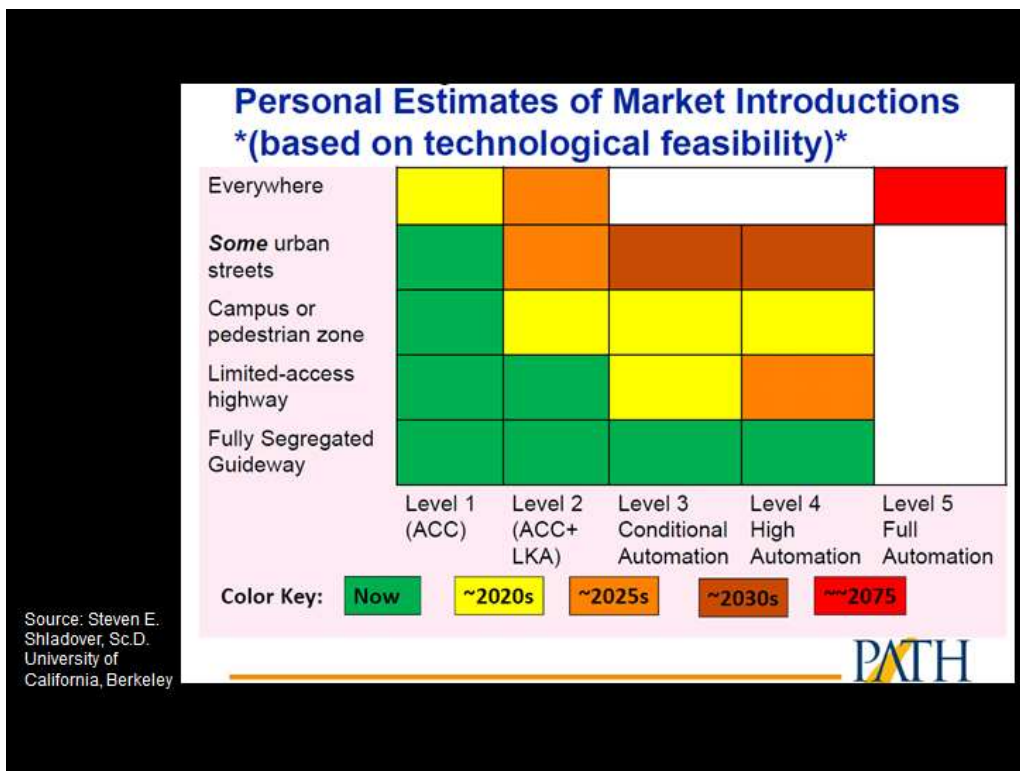 Personal Estimates of Market Introductions
*(based on technological feasibility)*
Everywhere
Some urban
streets
Campus or
pedestrian zone
Limited-access
highway
Fully Segregated
Guideway
Level 1
(ACC)
Level 2
(ACC+
LKA)
Level 3
Conditional
Automation
Level 4
High
Automation
Level 5
Full
Automation
Color Key: Now ~2020s ~2025s ~2030s ~~2075
Source: Steven E.
Shladover, Sc.D.
University of
California, Berkeley
PATH